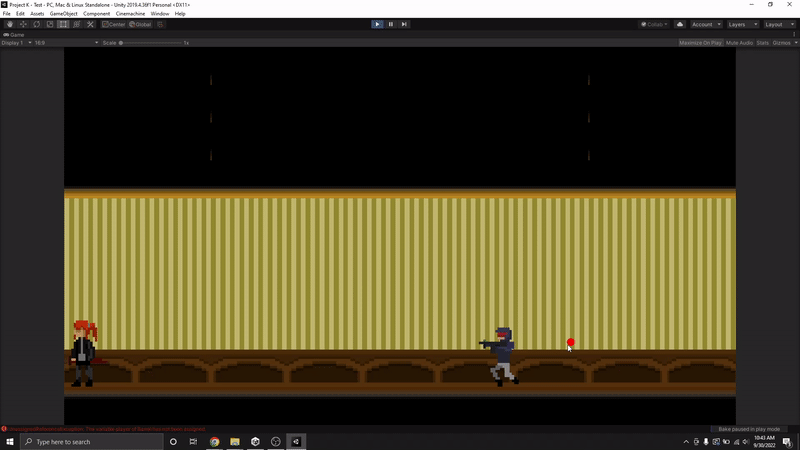 Project K - Test - PC, Mac & Linux Standalone - Unity 2019.4.36f1 Personal <DX11>
File Edit Assets GameObject Component Cinemachine Window Help
Center Global Collab Account Layers Layout
Game
Display 1 16:9 Scale 1x Maximize On Play Mute Audio Stats Gizmos
UnassignedReferenceException: The variable player of has not been assigned.
Bake paused in play mode
Type here to search
10:43 AM
9/30/2022